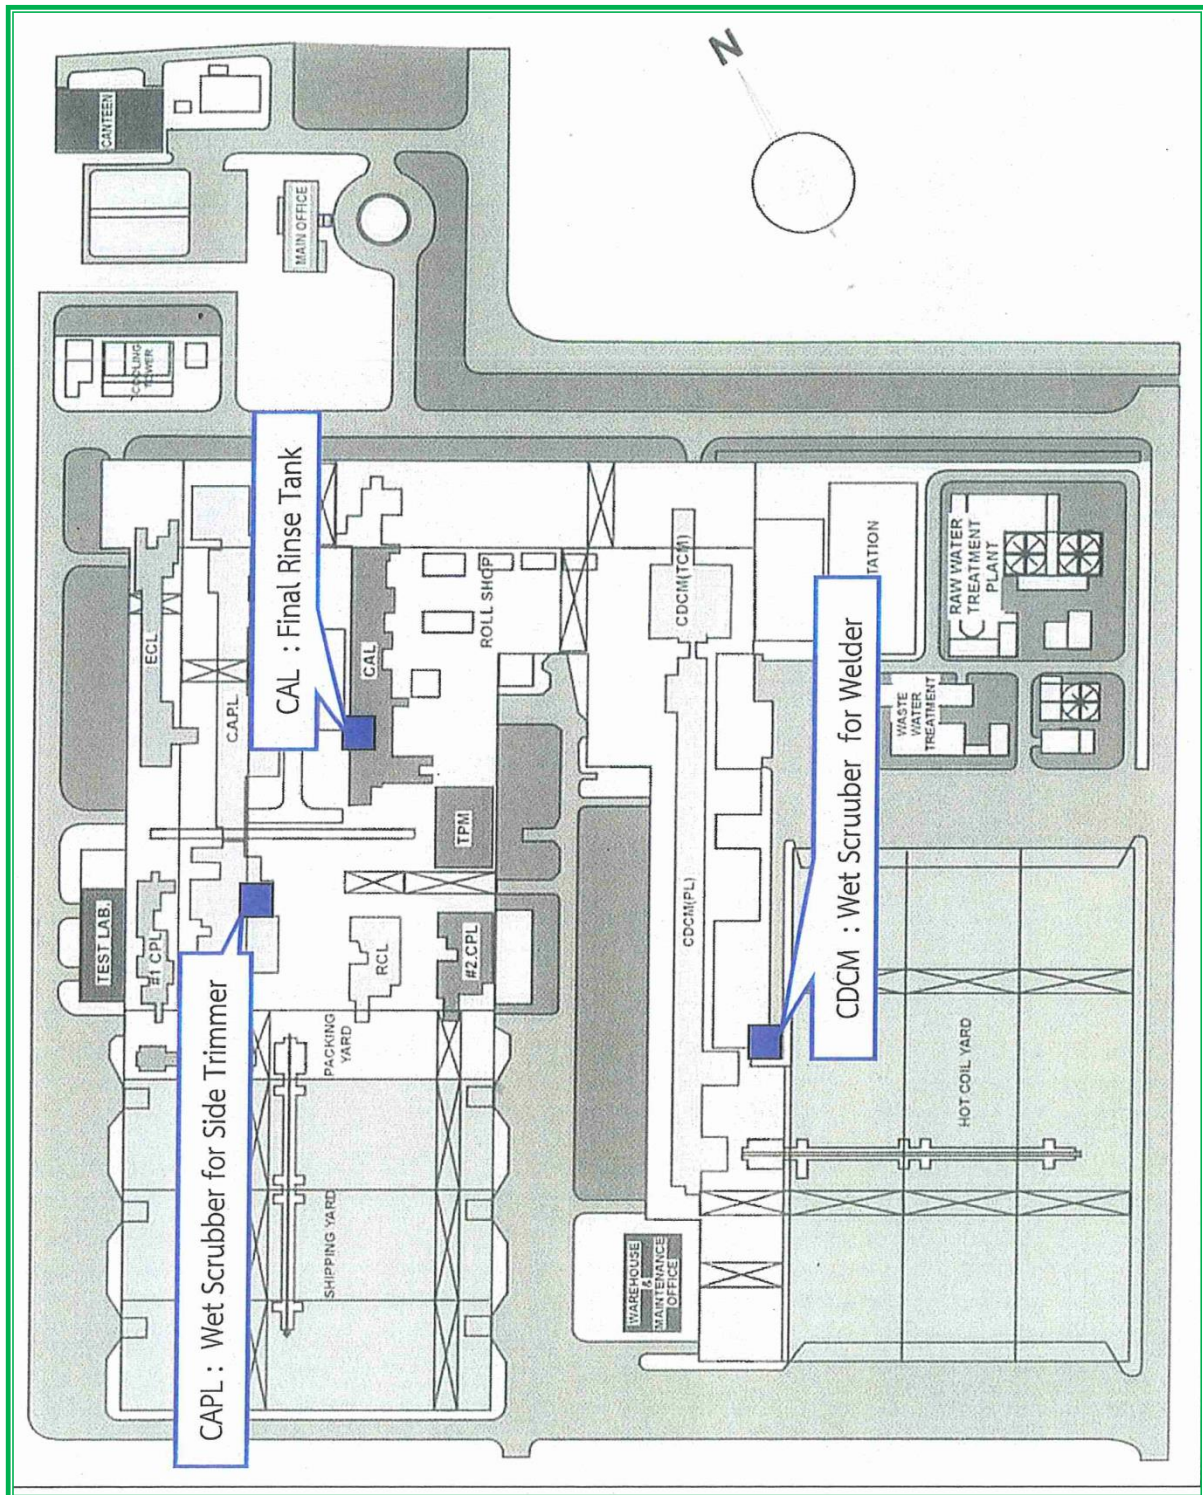 N
CANTEEN
MAIN OFFICE
COOLING
TOWER
CAL : Final Rinse Tank
ECL
C.A.P.L
CAL
ROLL SHOP
CDCM(TCM)
TATION
RAW WATER
TREATMENT
PLANT
WASTE
WATER
TREATMENT
TPM
TEST LAB.
#1 CPL
RCL
#2.CPL
CDCM(PL)
CDCM : Wet Scruuber for Welder
CAPL : Wet Scrubber for Side Trimmer
PACKING
YARD
SHIPPING YARD
HOT COIL YARD
WAREHOUSE
&
MAINTENANCE
OFFICE